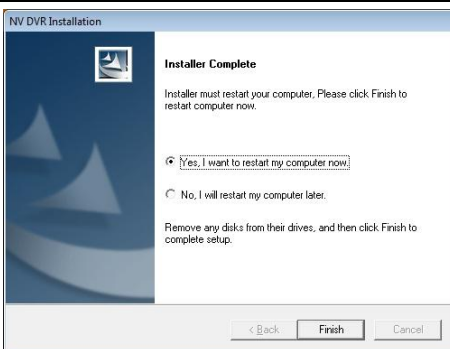 NV DVR Installation
Installer Complete
Installer must restart your computer, Please click Finish to
restart computer now.
Yes, I want to restart my computer now.
No, I will restart my computer later.
Remove any disks from their drives, and then click Finish to
complete setup.
< Back
Finish
Cancel